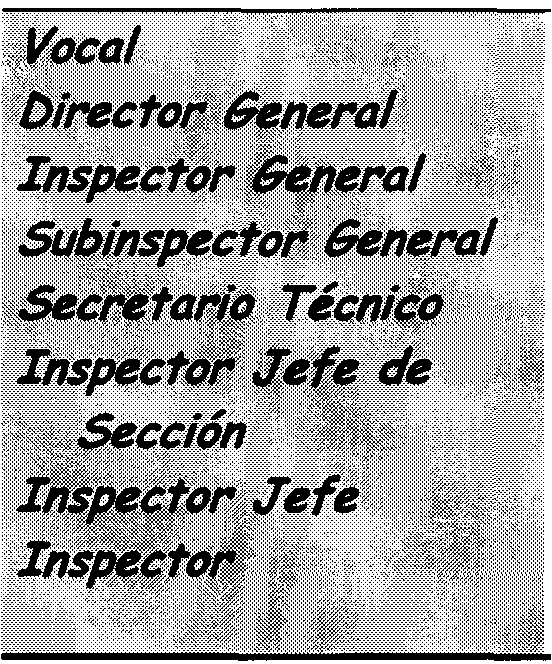 Vocal
Director General
Inspector General
Subinspector General
Secretario Técnico
Inspector Jefe de
Sección
Inspector Jefe
Inspector